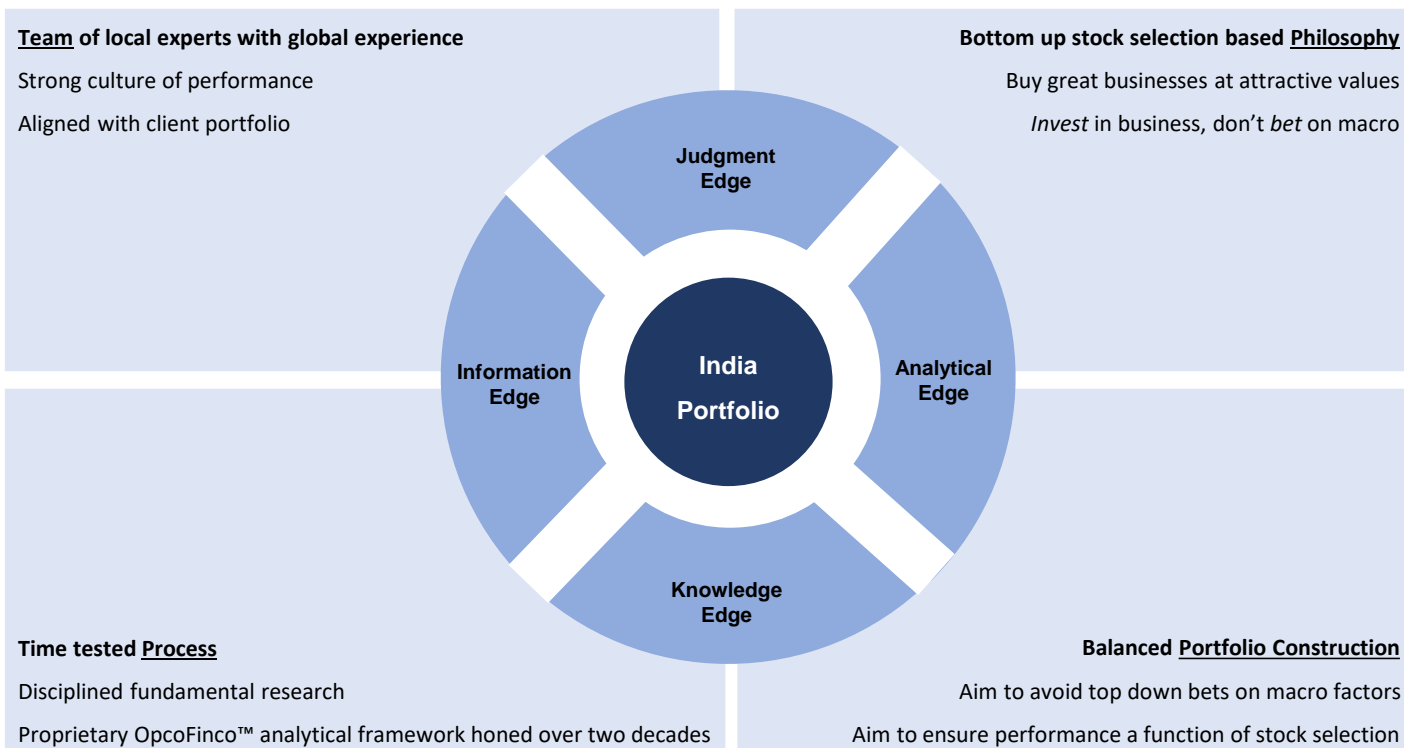 Team of local experts with global experience
Strong culture of performance
Aligned with client portfolio
Bottom up stock selection based Philosophy
Buy great businesses at attractive values
Invest in business, don’t bet on macro
Judgment
Edge
Information
Edge
India
Portfolio
Analytical
Edge
Knowledge
Edge
Time tested Process
Disciplined fundamental research
Proprietary OpcoFinco™ analytical framework honed over two decades
Balanced Portfolio Construction
Aim to avoid top down bets on macro factors
Aim to ensure performance a function of stock selection